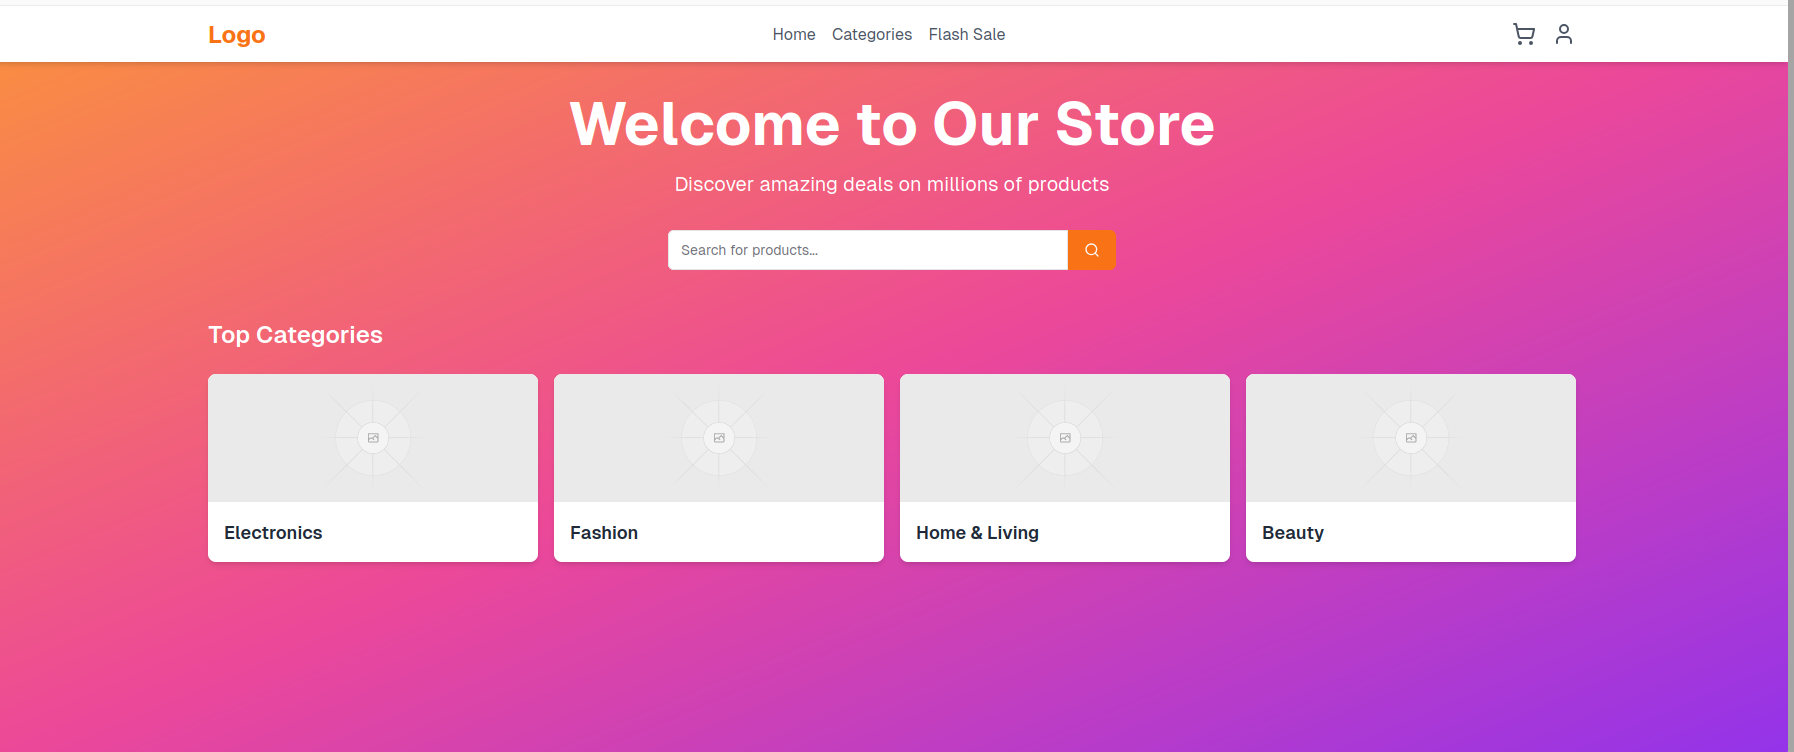 Logo
Home Categories Flash Sale
Welcome to Our Store
Discover amazing deals on millions of products
Search for products...
Top Categories
Electronics
Fashion
Home & Living
Beauty